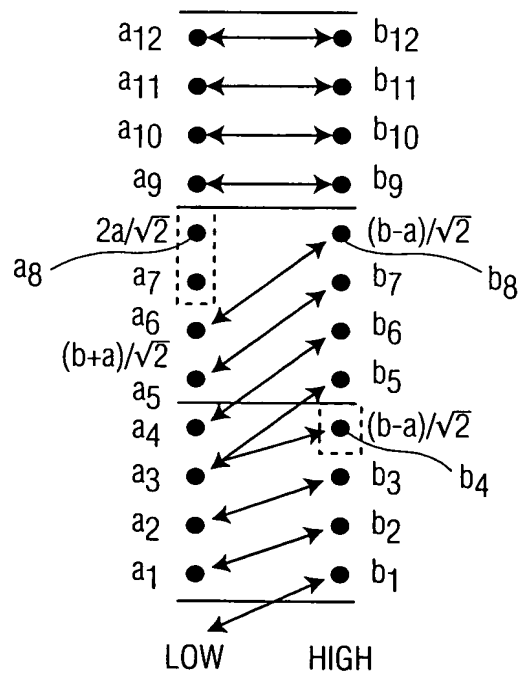 a₁₂ b₁₂
a₁₁ b₁₁
a₁₀ b₁₀
a₉ b₉
2a/√2 (b-a)/√2
a₈ b₈
a₇ b₇
a₆ b₆
(b+a)/√2
a₅ b₅
a₄ (b-a)/√2
a₃ b₃
b₄
a₂ b₂
a₁ b₁
LOW HIGH